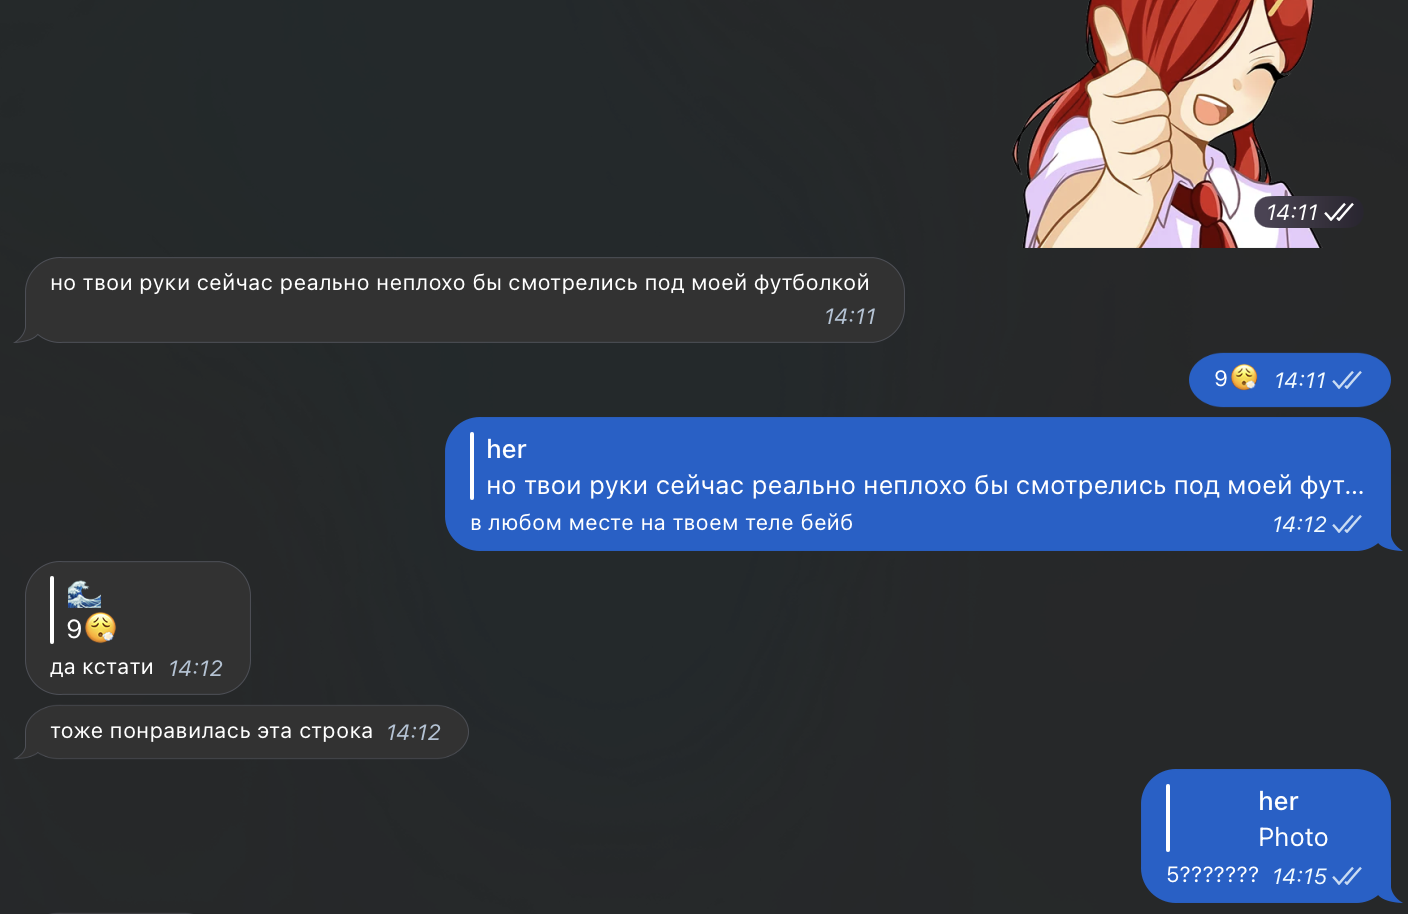 14:11
но твои руки сейчас реально неплохо бы смотрелись под моей футболкой
14:11
9😮‍💨 14:11
her
но твои руки сейчас реально неплохо бы смотрелись под моей фут...
в любом месте на твоем теле бейб 14:12
🌊
9😮‍💨
да кстати 14:12
тоже понравилась эта строка 14:12
her
Photo
5??????? 14:15